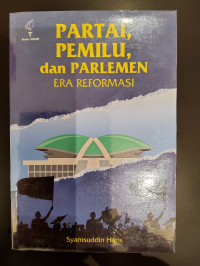 PARTAI,
PEMILU,
dan PARLEMEN
ERA REFORMASI
Syamsuddin Haris